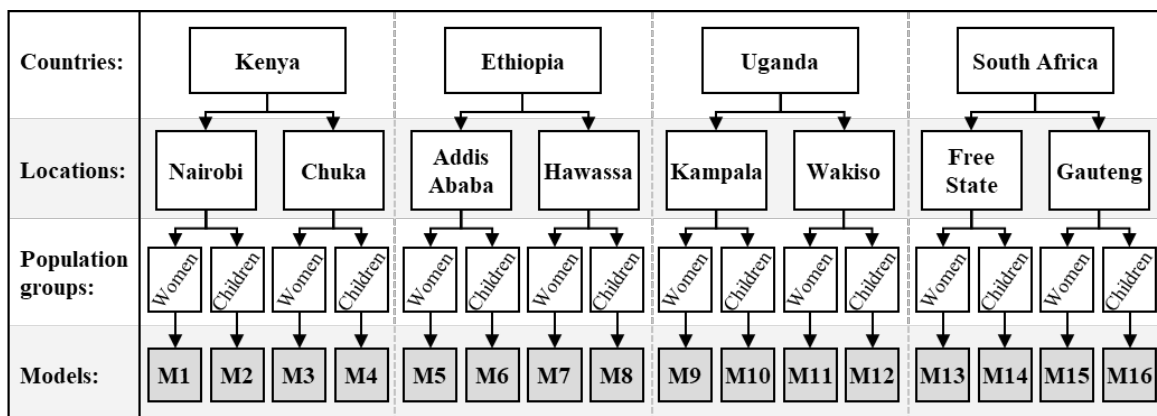 Countries: Kenya Ethiopia Uganda South Africa
Locations: Nairobi Chuka Addis Ababa Hawassa Kampala Wakiso Free State Gauteng
Population groups: Women Children Women Children Women Children Women Children Women Children Women Children Women Children Women Children
Models: M1 M2 M3 M4 M5 M6 M7 M8 M9 M10 M11 M12 M13 M14 M15 M16